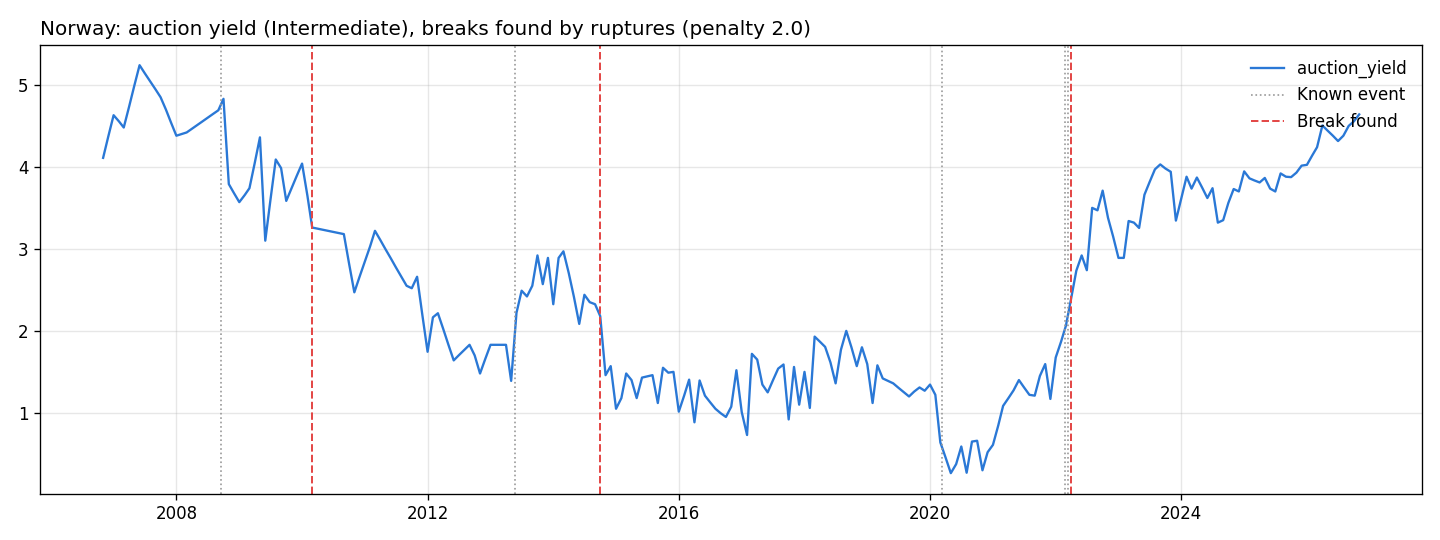 Norway: auction yield (Intermediate), breaks found by ruptures (penalty 2.0)
auction_yield
Known event
Break found
5
4
3
2
1
2008
2012
2016
2020
2024